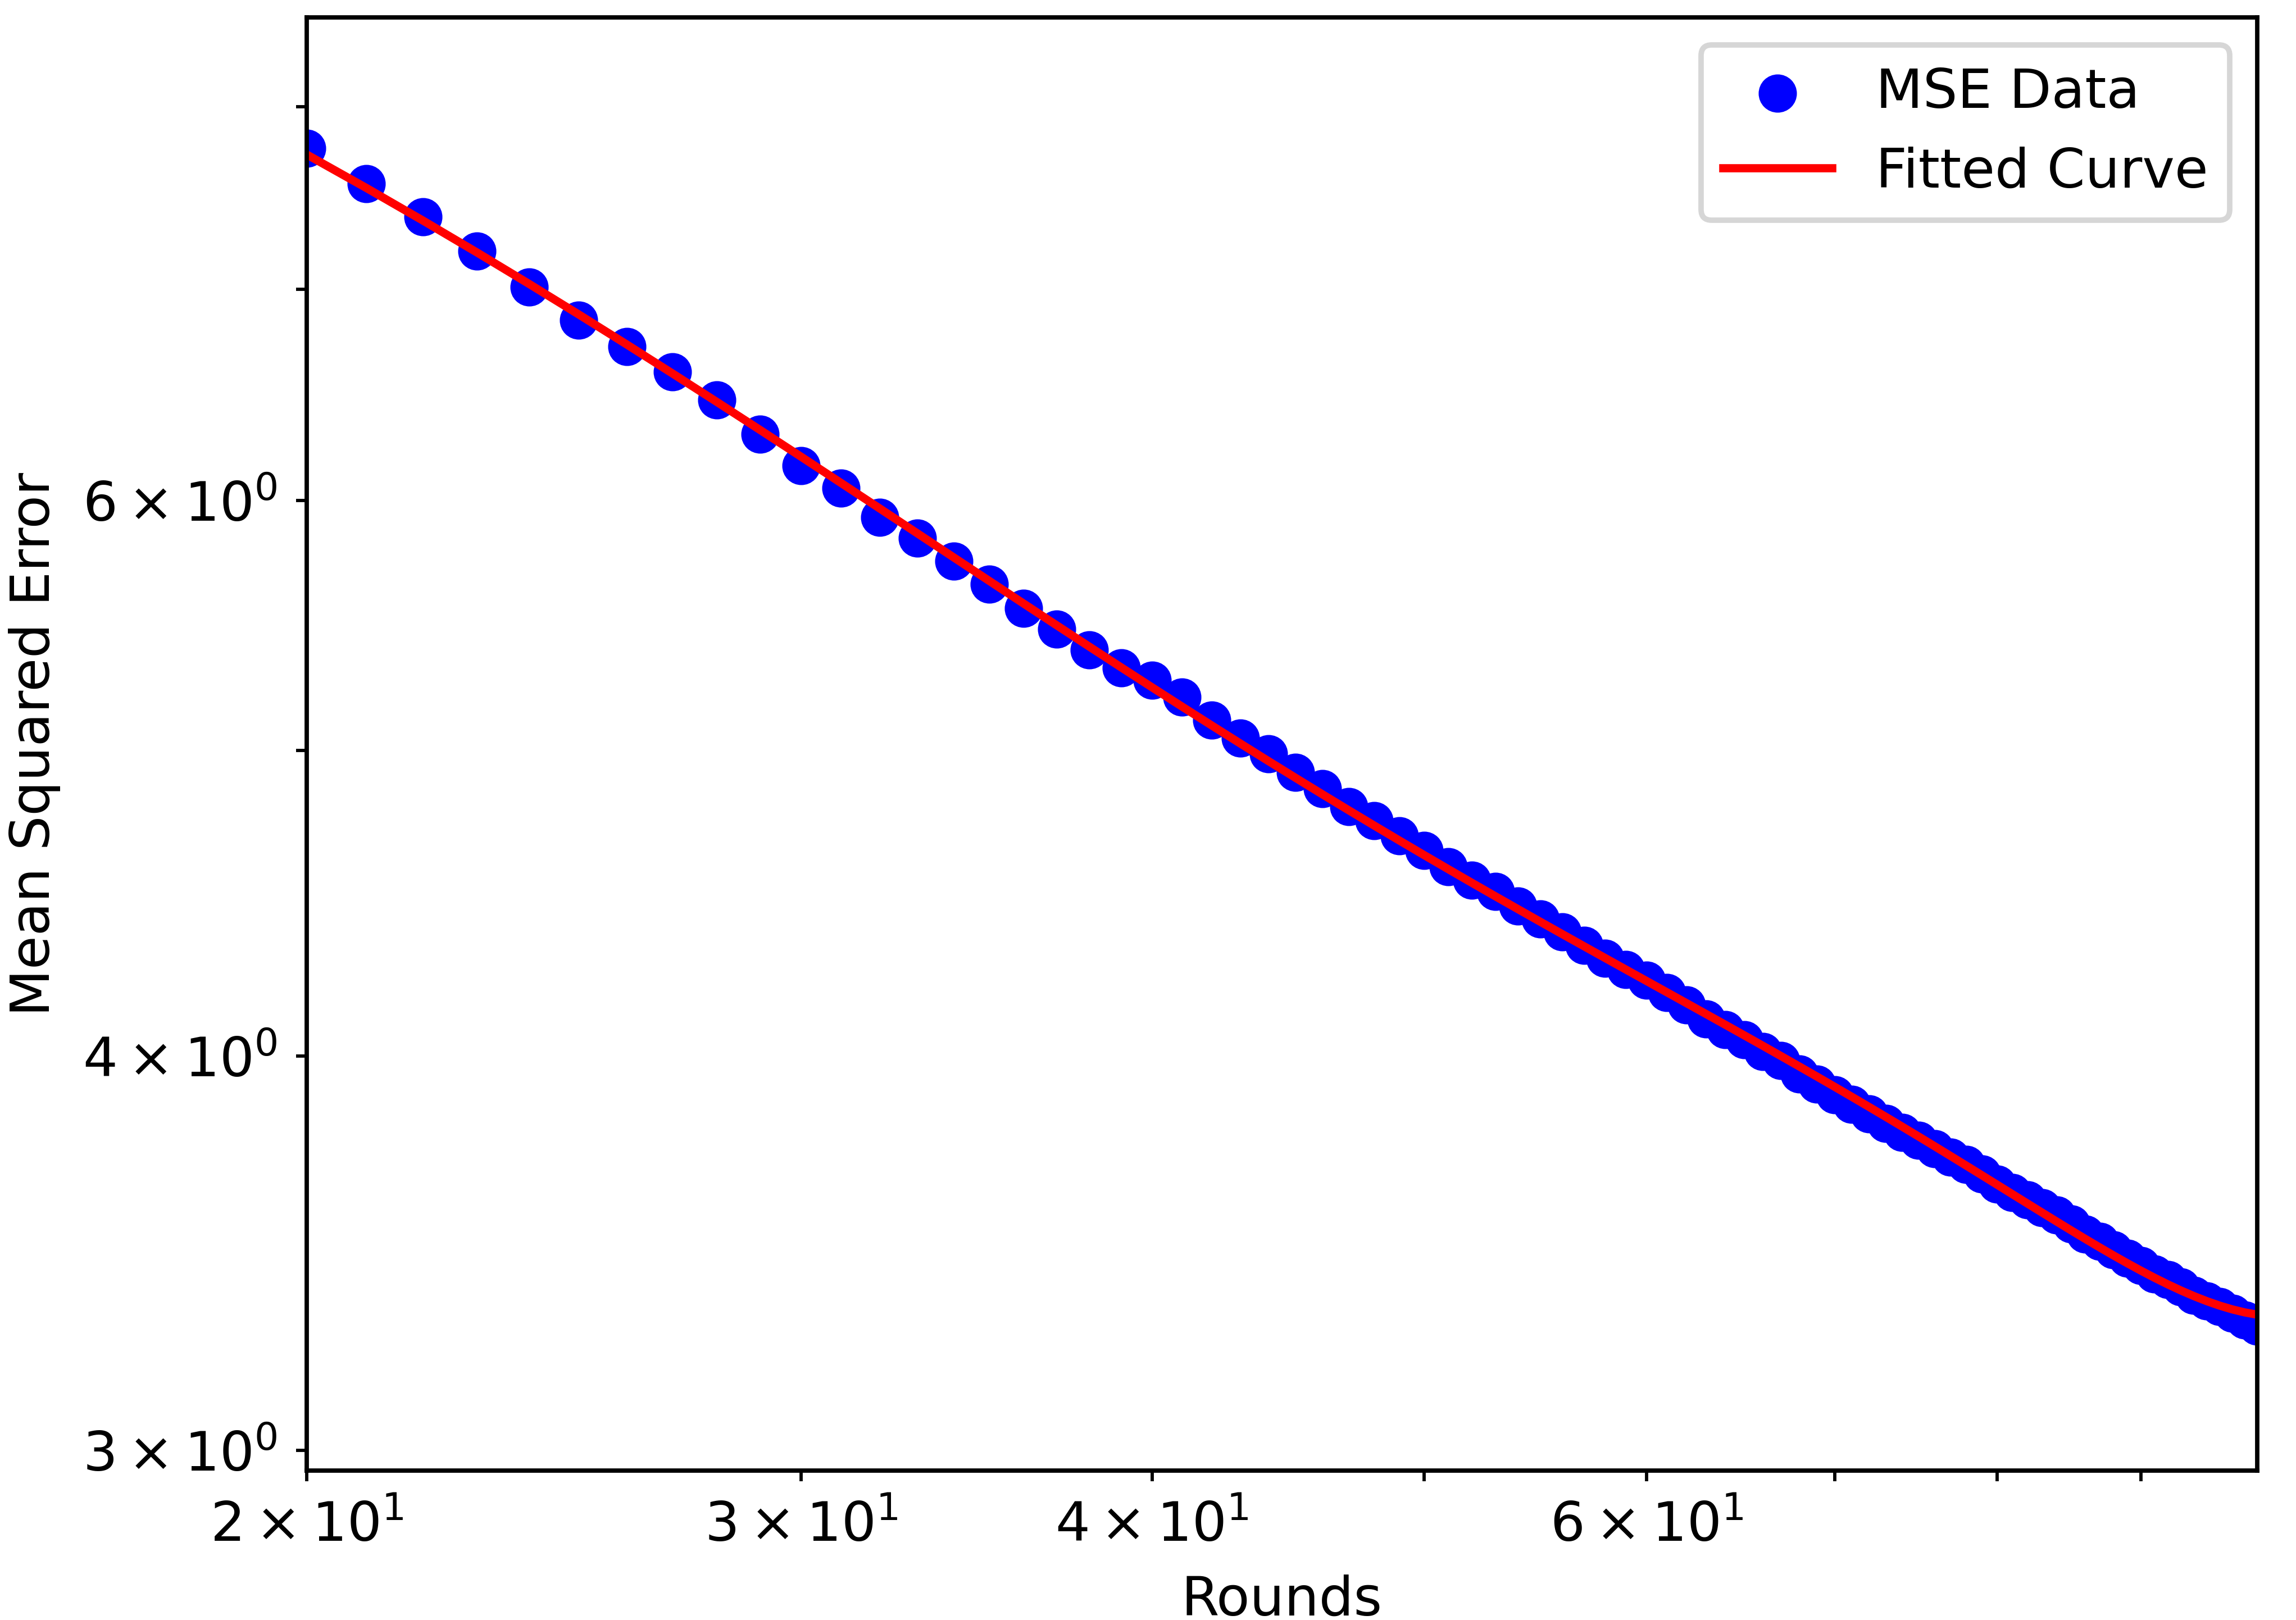 MSE Data
Fitted Curve
Mean Squared Error
6 × 10⁰
4 × 10⁰
3 × 10⁰
2 × 10¹
3 × 10¹
4 × 10¹
6 × 10¹
Rounds